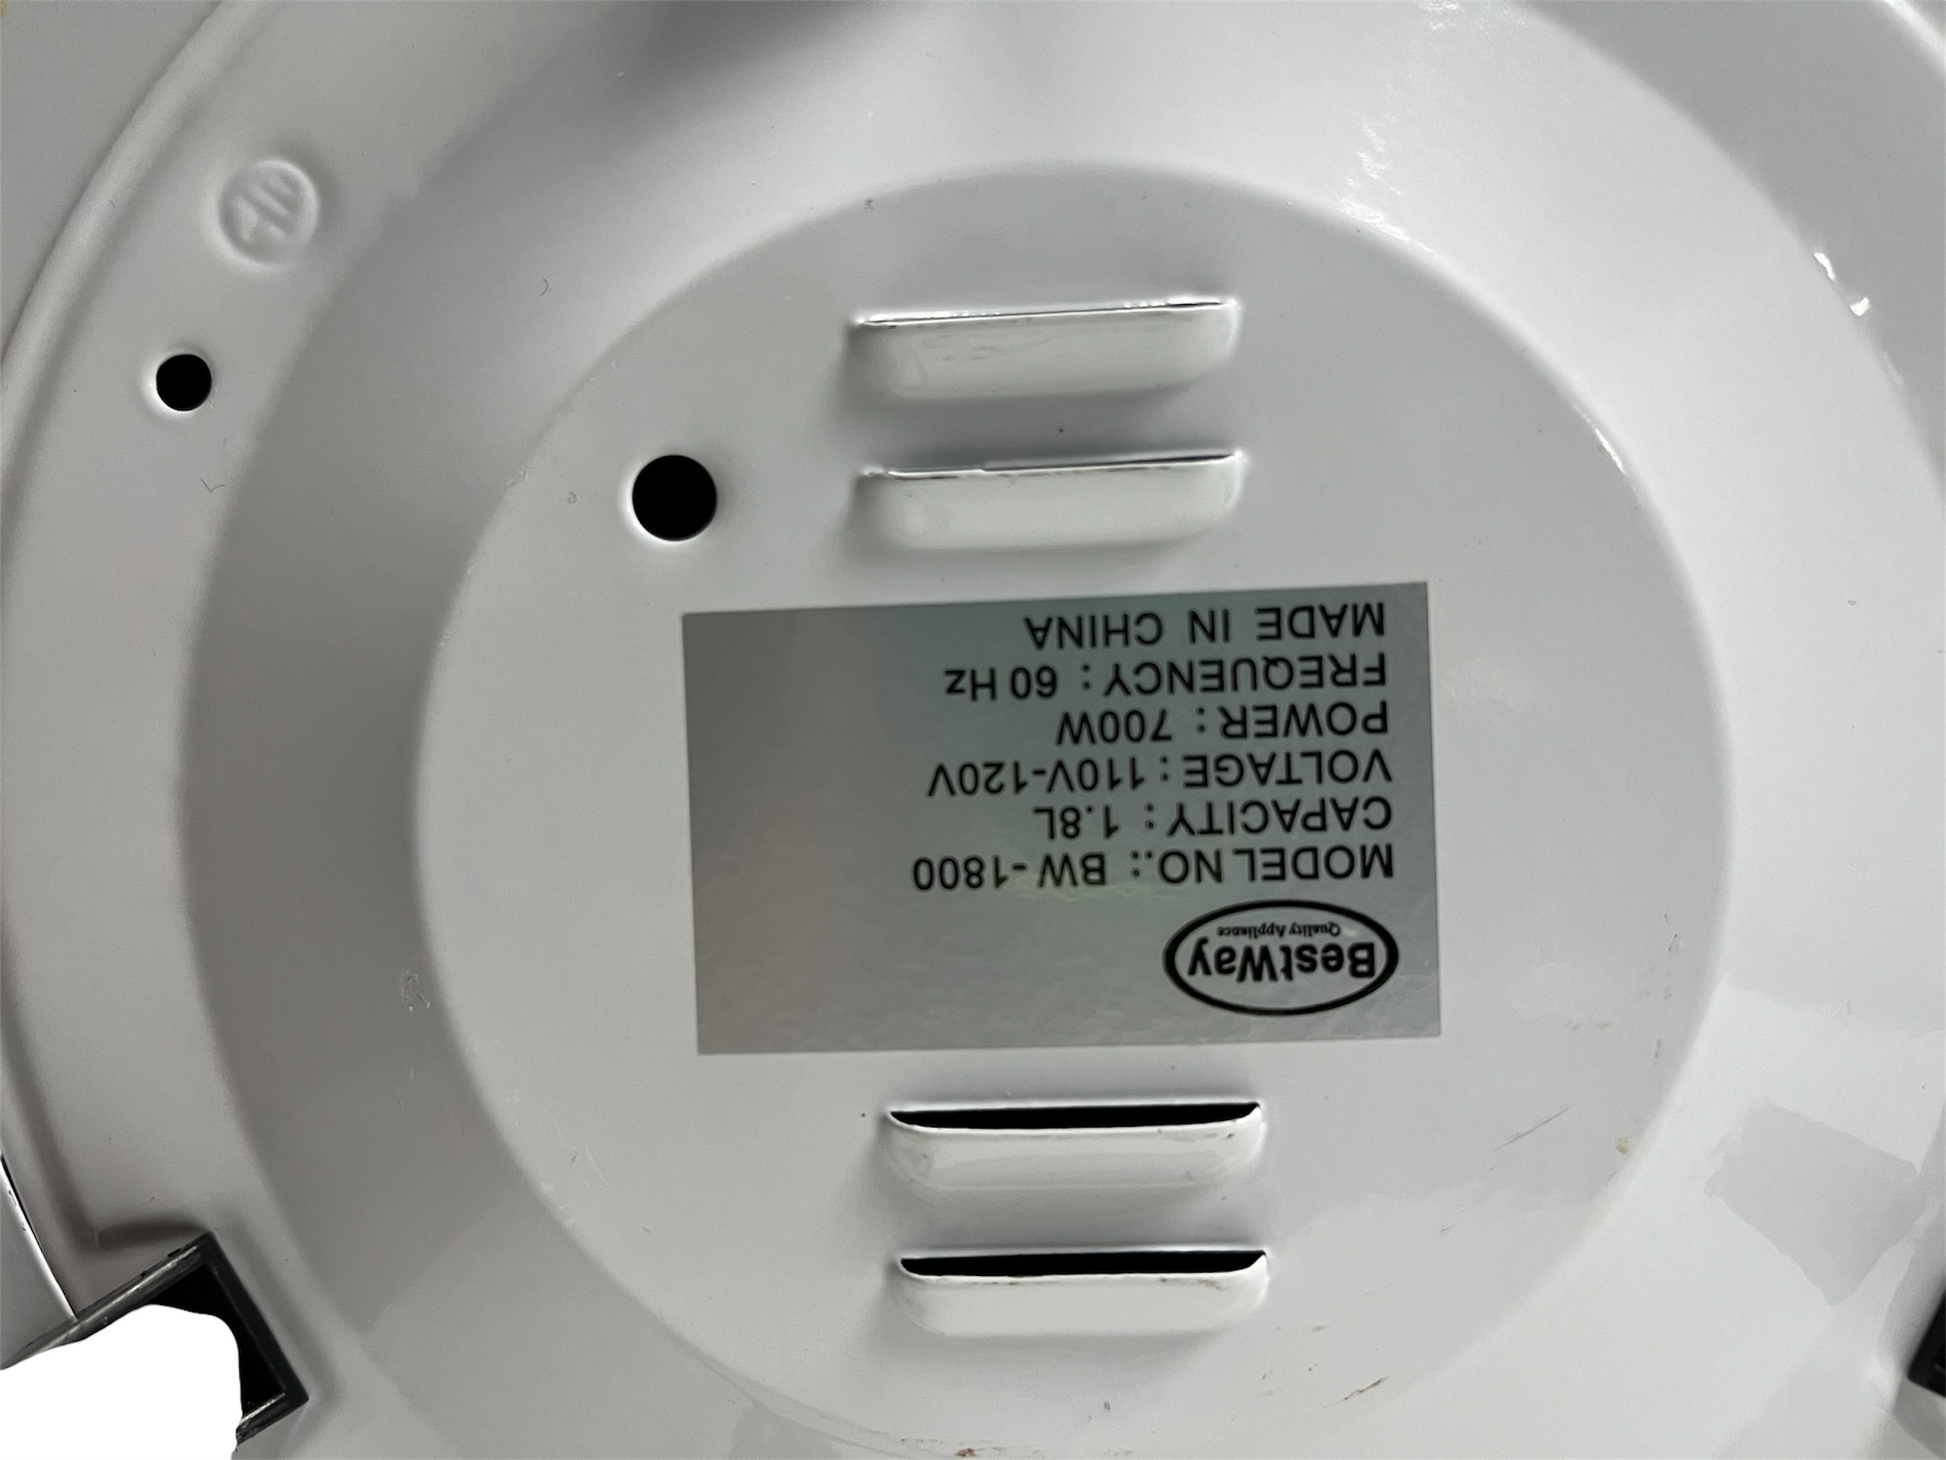 BestWay
Quality Appliance
MODEL NO.: BW-1800
CAPACITY: 1.8L
VOLTAGE: 110V-120V
POWER: 700W
FREQUENCY: 60 Hz
MADE IN CHINA